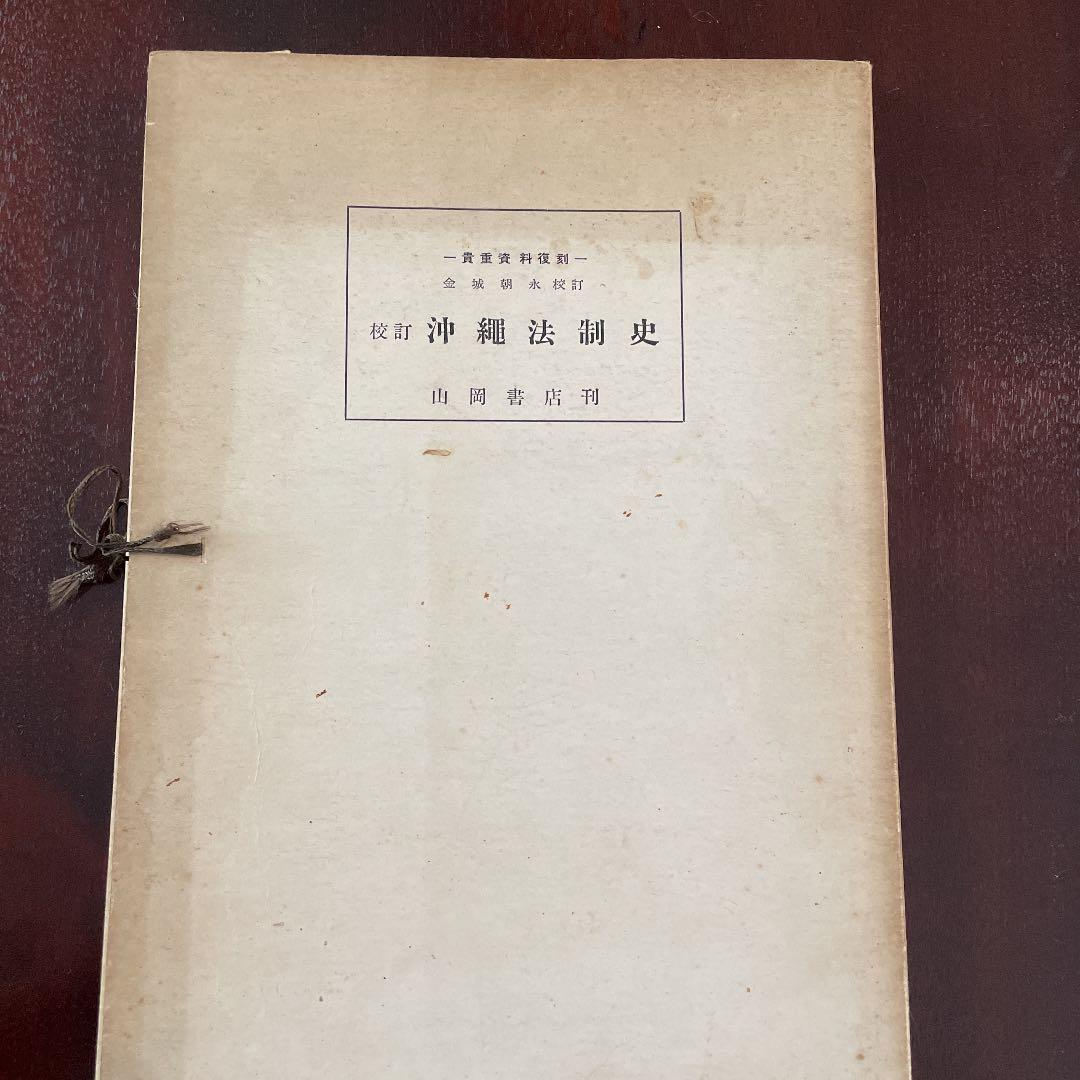 ―貴重資料復刻―
金城朝永校訂
校訂 沖繩法制史
山岡書店刊